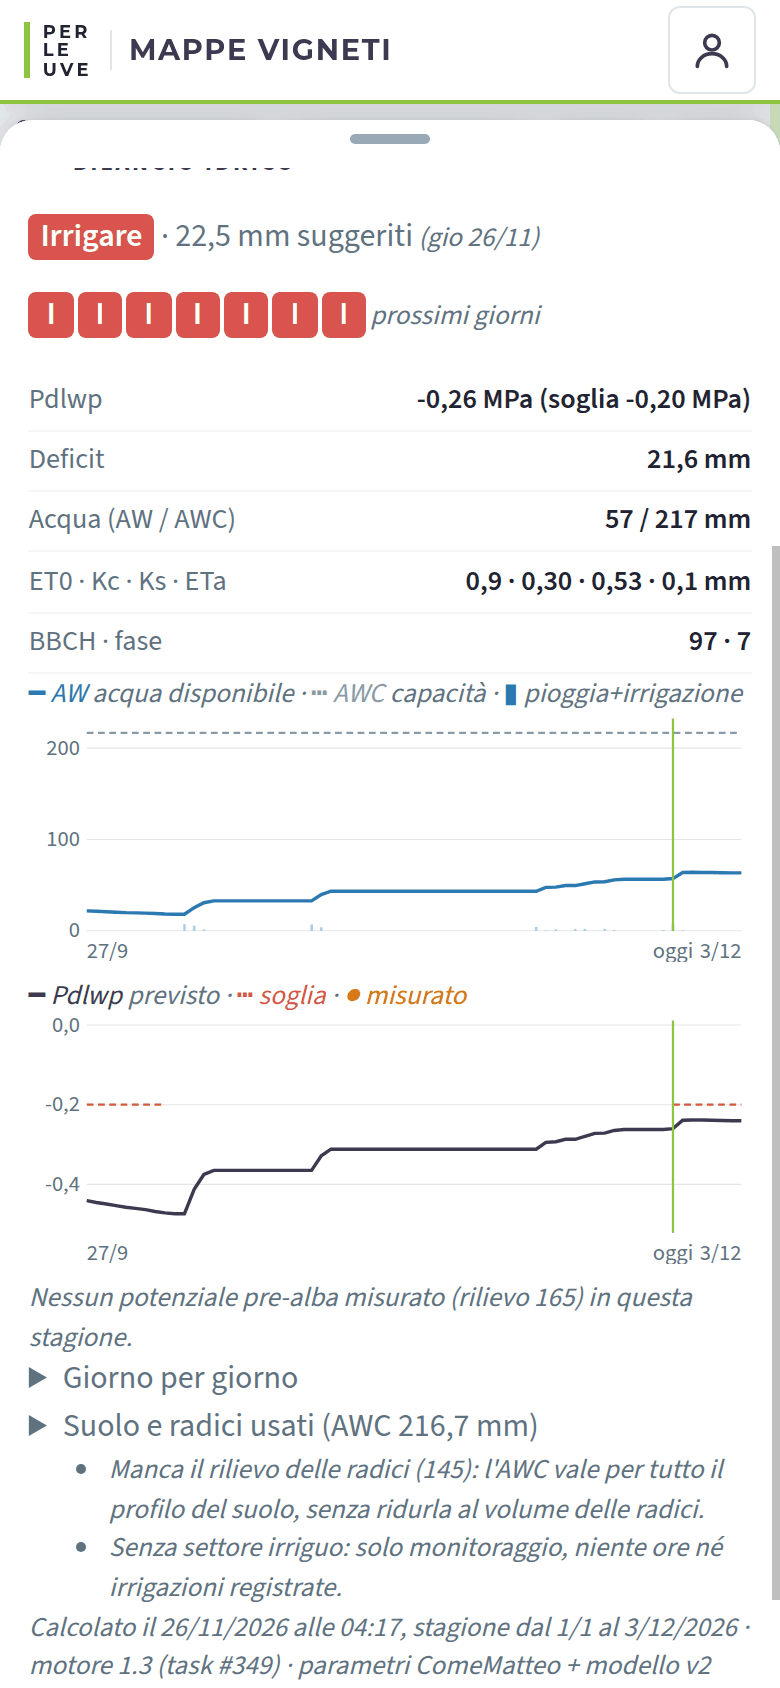 PER
LE
UVE
MAPPE VIGNETI
BILANCIO IDRICO
Irrigare · 22,5 mm suggeriti (gio 26/11)
I I I I I I I prossimi giorni
Pdlwp -0,26 MPa (soglia -0,20 MPa)
Deficit 21,6 mm
Acqua (AW / AWC) 57 / 217 mm
ET0 · Kc · Ks · ETa 0,9 · 0,30 · 0,53 · 0,1 mm
BBCH · fase 97 · 7
AW acqua disponibile · AWC capacità · pioggia+irrigazione
200
100
0
27/9 oggi 3/12
Pdlwp previsto · soglia · misurato
0,0
-0,2
-0,4
27/9 oggi 3/12
Nessun potenziale pre-alba misurato (rilievo 165) in questa
stagione.
Giorno per giorno
Suolo e radici usati (AWC 216,7 mm)
Manca il rilievo delle radici (145): l'AWC vale per tutto il
profilo del suolo, senza ridurla al volume delle radici.
Senza settore irriguo: solo monitoraggio, niente ore né
irrigazioni registrate.
Calcolato il 26/11/2026 alle 04:17, stagione dal 1/1 al 3/12/2026 ·
motore 1.3 (task #349) · parametri ComeMatteo + modello v2